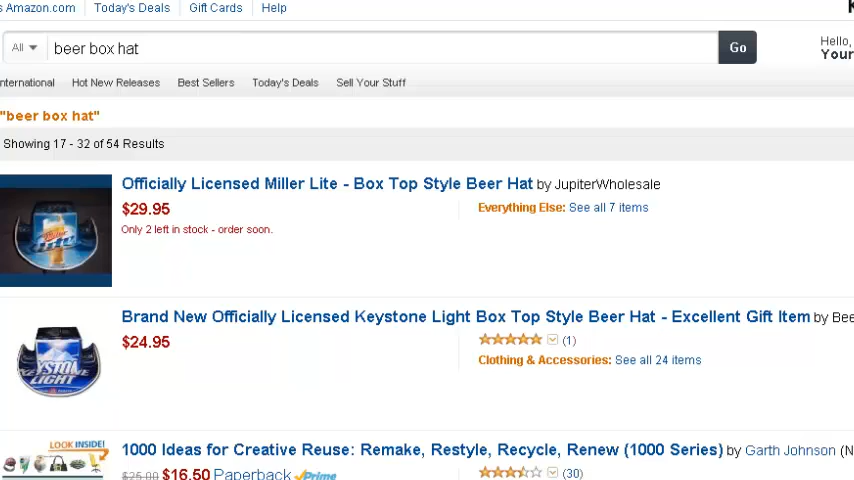 s Amazon.com Today's Deals Gift Cards Help
All beer box hat Go
Hello,
Your
nternational Hot New Releases Best Sellers Today's Deals Sell Your Stuff
"beer box hat"
Showing 17 - 32 of 54 Results
Officially Licensed Miller Lite - Box Top Style Beer Hat by JupiterWholesale
$29.95 Everything Else: See all 7 items
Only 2 left in stock - order soon.
Brand New Officially Licensed Keystone Light Box Top Style Beer Hat - Excellent Gift Item by Bee
$24.95 (1)
Clothing & Accessories: See all 24 items
KEYSTONE
LIGHT
LOOK INSIDE!
1000 Ideas for Creative Reuse: Remake, Restyle, Recycle, Renew (1000 Series) by Garth Johnson (N
$25.00 $16.50 Paperback Prime (30)